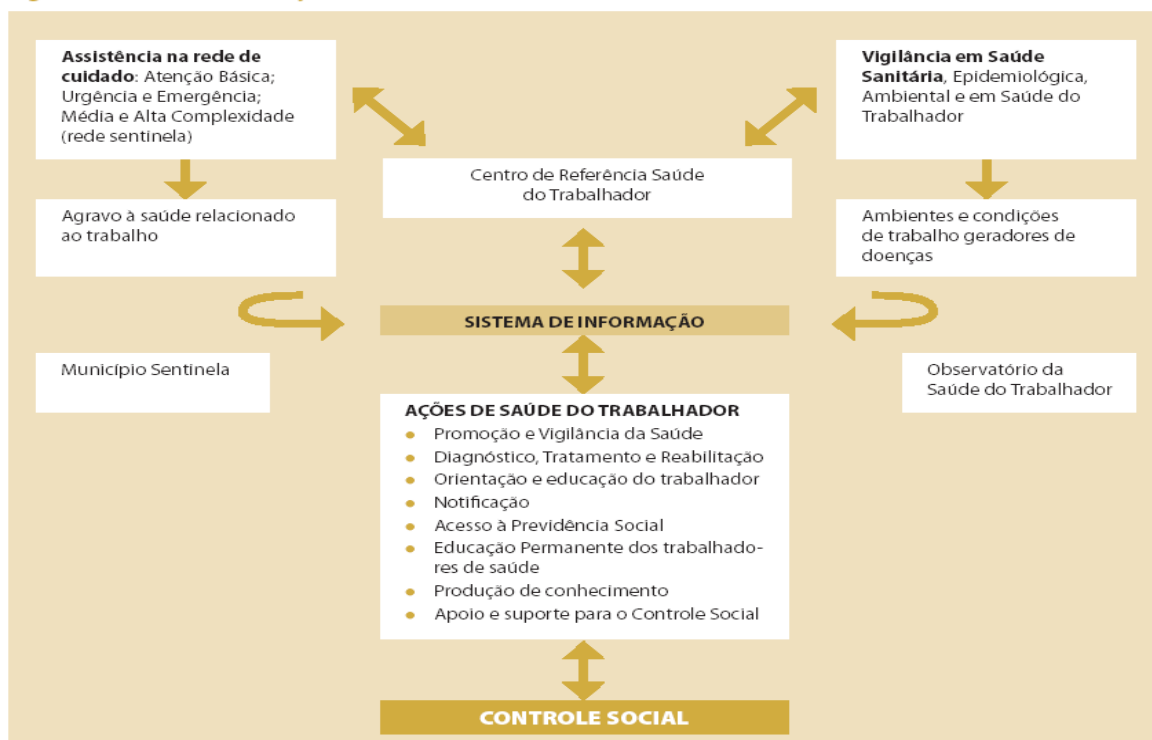 Assistência na rede de
cuidado: Atenção Básica;
Urgência e Emergência;
Média e Alta Complexidade
(rede sentinela)
Vigilância em Saúde
Sanitária, Epidemiológica,
Ambiental e em Saúde do
Trabalhador
Centro de Referência Saúde
do Trabalhador
Agravo à saúde relacionado
ao trabalho
Ambientes e condições
de trabalho geradores de
doenças
SISTEMA DE INFORMAÇÃO
Município Sentinela
Observatório da
Saúde do Trabalhador
AÇÕES DE SAÚDE DO TRABALHADOR
• Promoção e Vigilância da Saúde
• Diagnóstico, Tratamento e Reabilitação
• Orientação e educação do trabalhador
• Notificação
• Acesso à Previdência Social
• Educação Permanente dos trabalhado-
res de saúde
• Produção de conhecimento
• Apoio e suporte para o Controle Social
CONTROLE SOCIAL